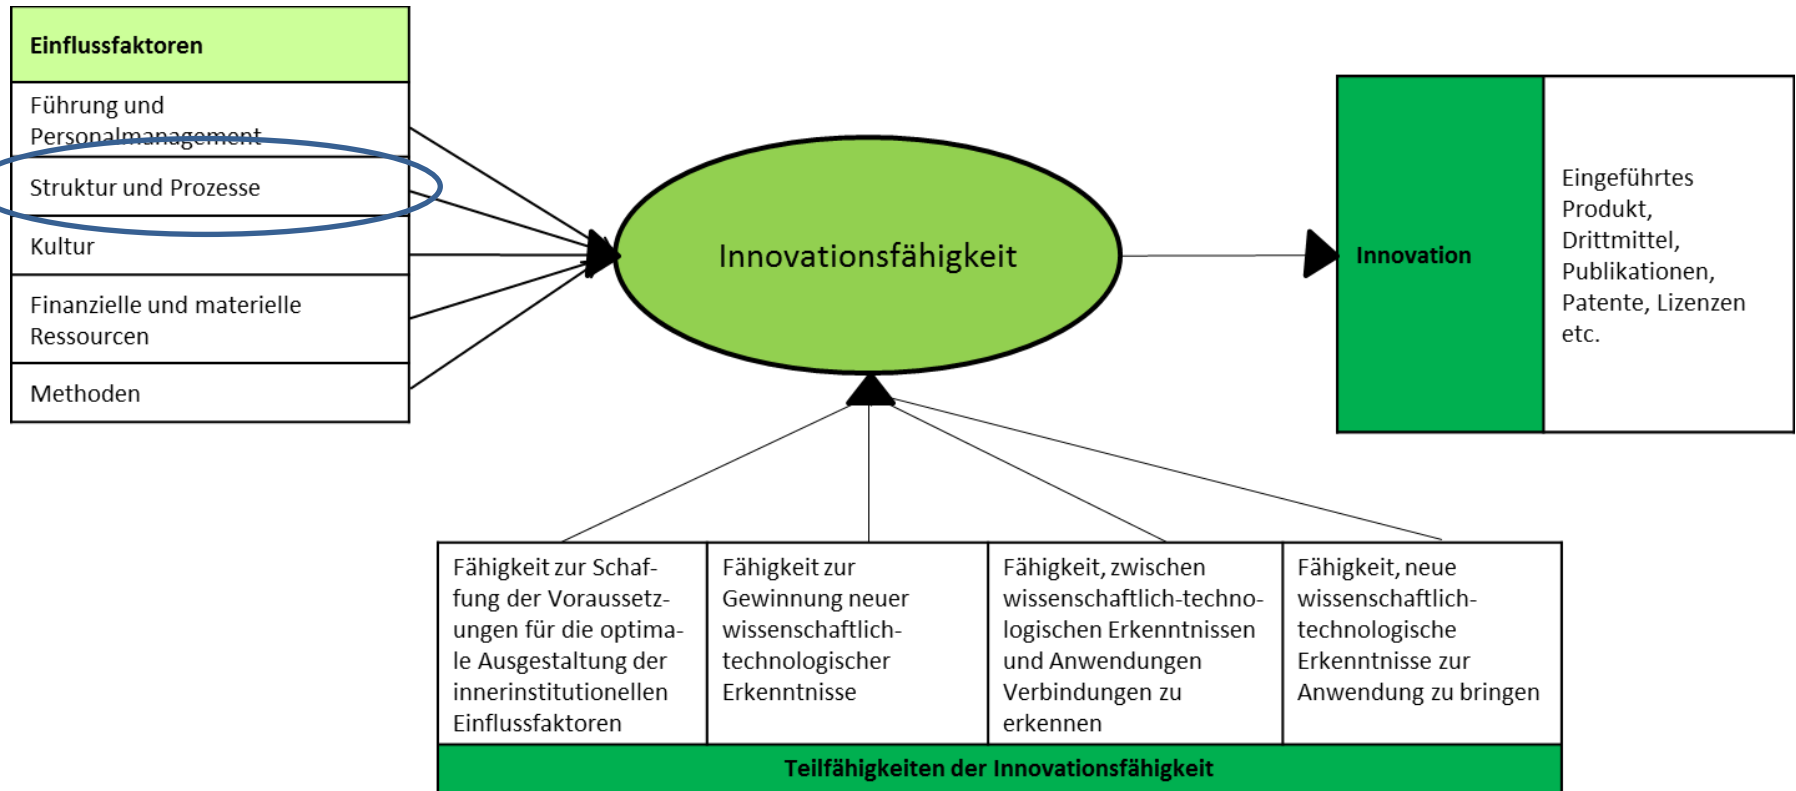 Einflussfaktoren
Führung und
Personalmanagement
Struktur und Prozesse
Kultur
Finanzielle und materielle
Ressourcen
Methoden
Innovationsfähigkeit
Innovation
Eingeführtes
Produkt,
Drittmittel,
Publikationen,
Patente, Lizenzen
etc.
Fähigkeit zur Schaf-
fung der Voraussetz-
ungen für die optima-
le Ausgestaltung der
innerinstitutionellen
Einflussfaktoren
Fähigkeit zur
Gewinnung neuer
wissenschaftlich-
technologischer
Erkenntnisse
Fähigkeit, zwischen
wissenschaftlich-techno-
logischen Erkenntnissen
und Anwendungen
Verbindungen zu
erkennen
Fähigkeit, neue
wissenschaftlich-
technologische
Erkenntnisse zur
Anwendung zu bringen
Teilfähigkeiten der Innovationsfähigkeit